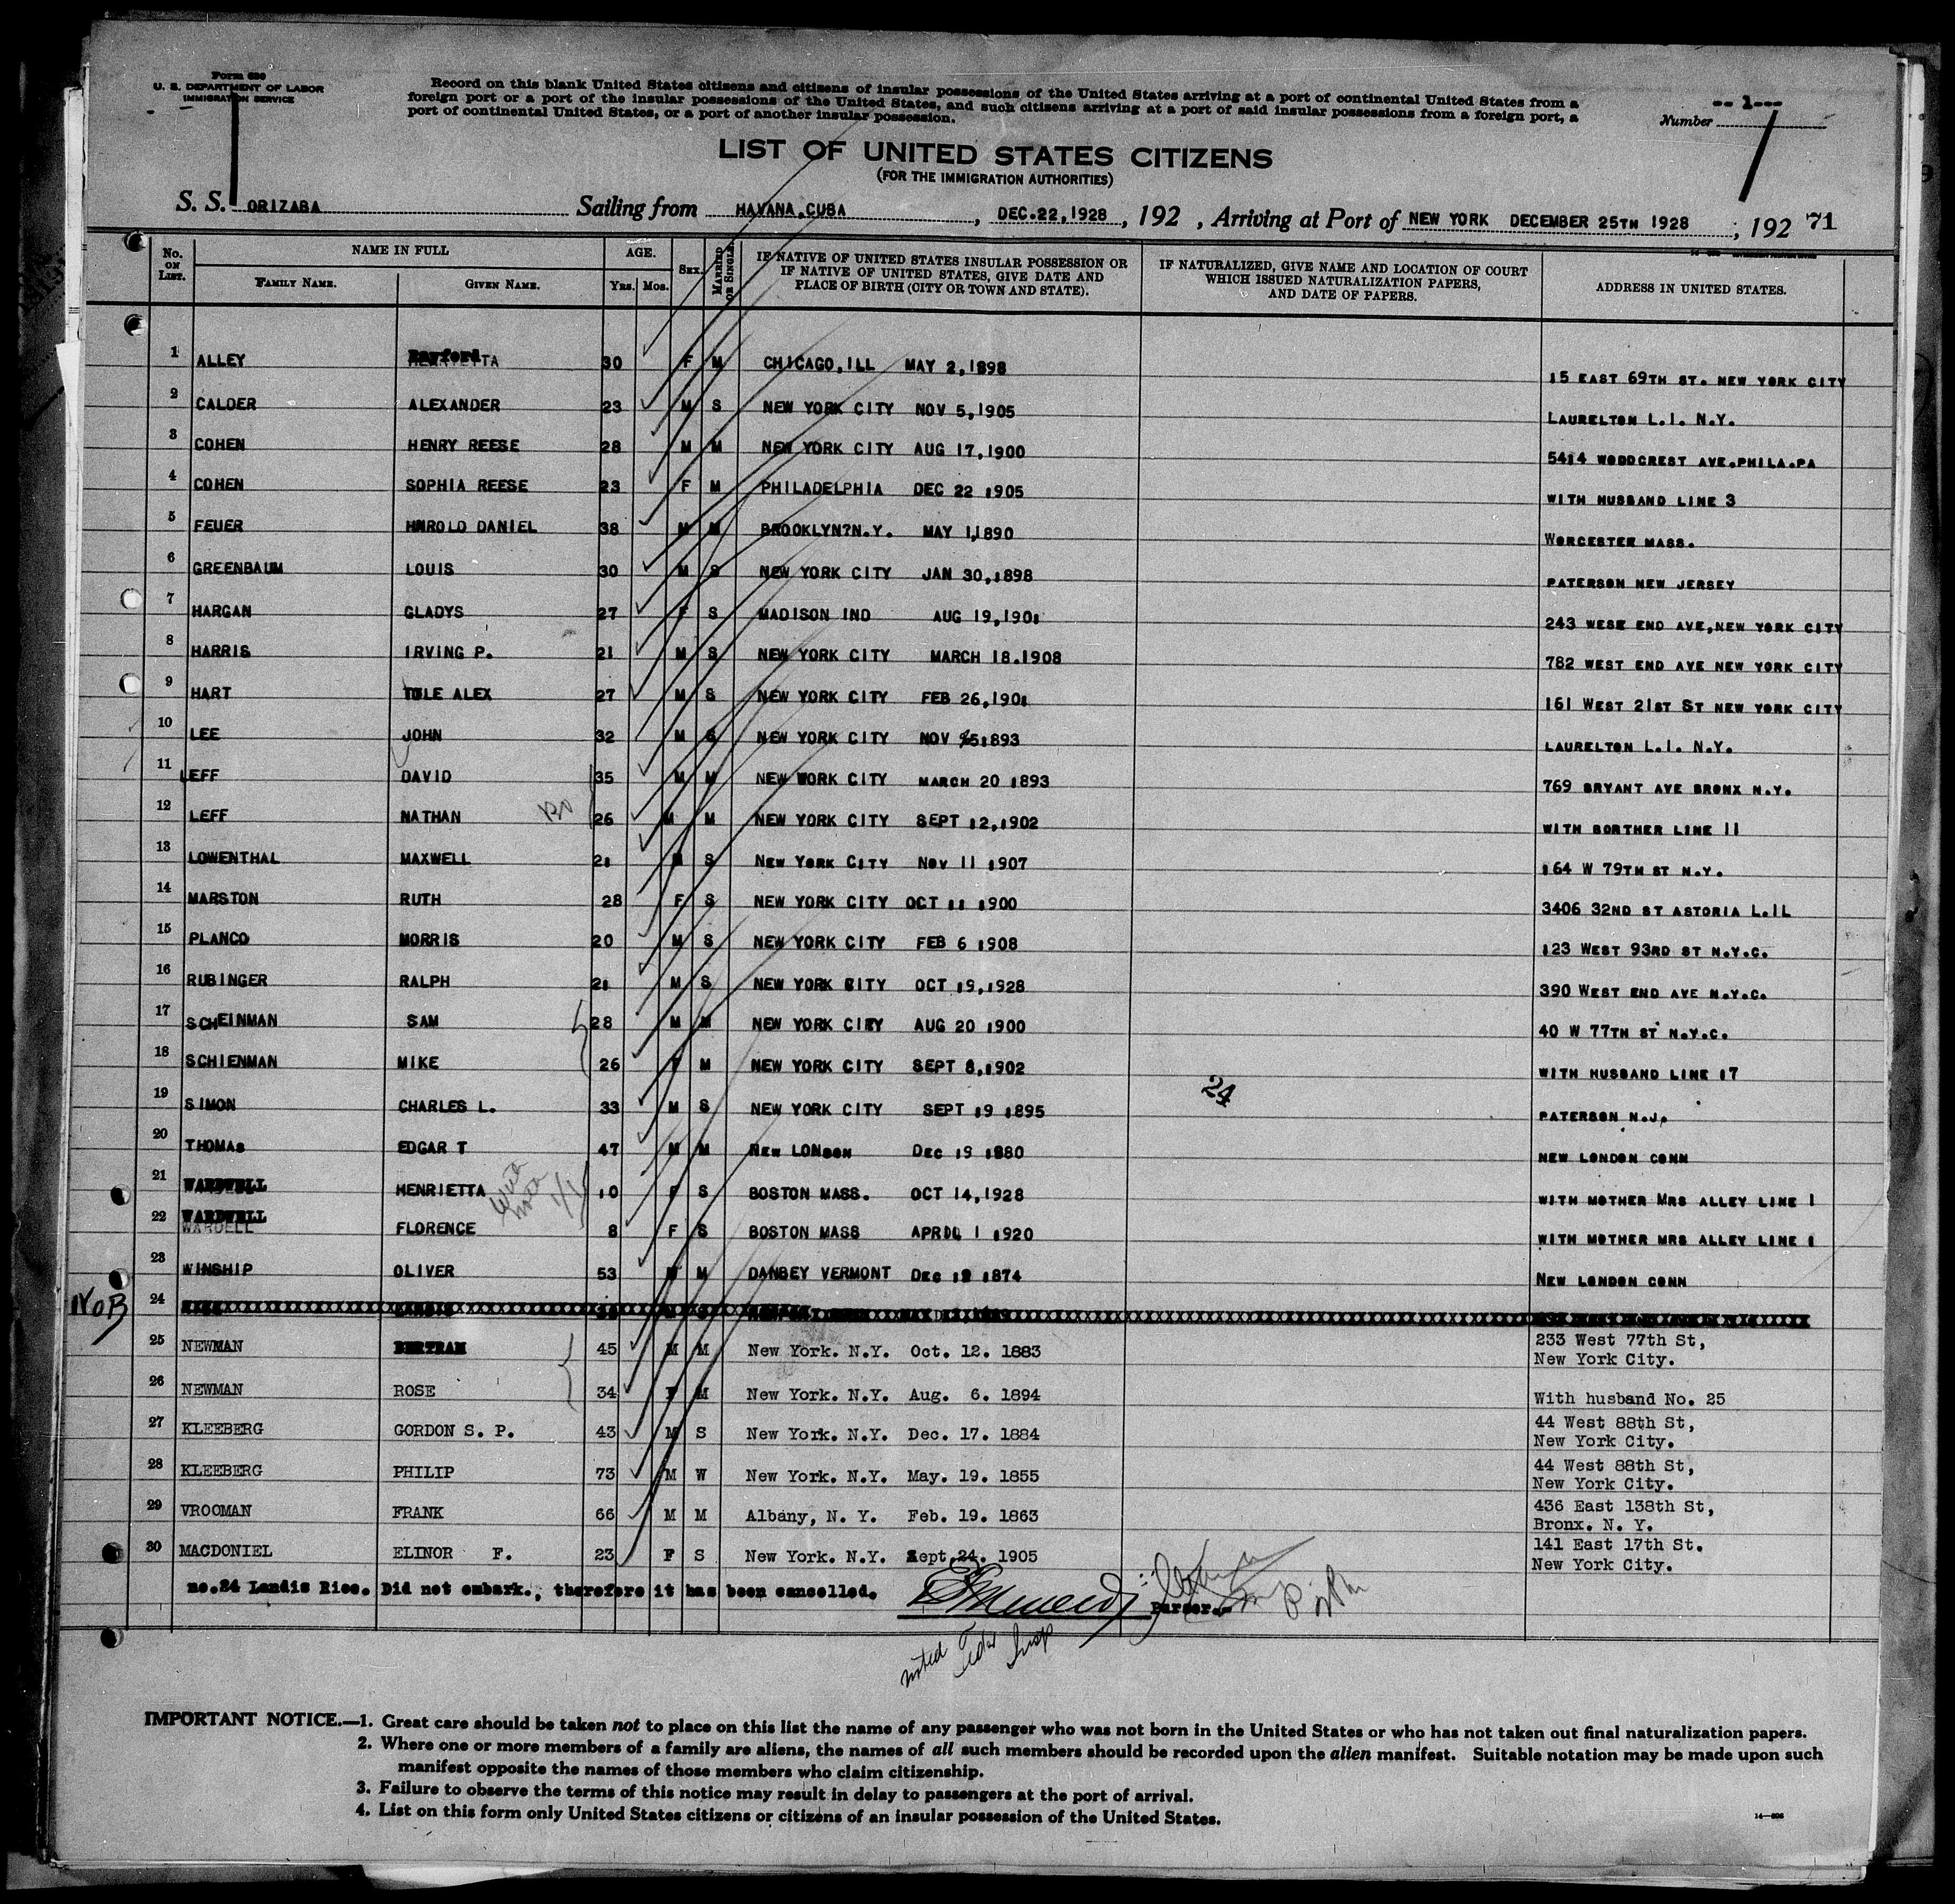 Form 630
U. S. DEPARTMENT OF LABOR
IMMIGRATION SERVICE
Record on this blank United States citizens and citizens of insular possessions of the United States arriving at a port of continental United States from a
foreign port or a port of the insular possessions of the United States, and such citizens arriving at a port of said insular possessions from a foreign port, a
port of continental United States, or a port of another insular possession.
-- 1---
Number
LIST OF UNITED STATES CITIZENS
(FOR THE IMMIGRATION AUTHORITIES)
S. S. ORIZABA Sailing from HAVANA, CUBA , DEC.22,1928 , 192 , Arriving at Port of NEW YORK DECEMBER 25TH 1928 ; 192 71
No. ON LIST. NAME IN FULL FAMILY NAME. GIVEN NAME. AGE. Yrs. Mos. SEX. MARRIED OR SINGLE. IF NATIVE OF UNITED STATES INSULAR POSSESSION OR IF NATIVE OF UNITED STATES, GIVE DATE AND PLACE OF BIRTH (CITY OR TOWN AND STATE). IF NATURALIZED, GIVE NAME AND LOCATION OF COURT WHICH ISSUED NATURALIZATION PAPERS, AND DATE OF PAPERS. ADDRESS IN UNITED STATES.
1 ALLEY Rayford 30 F M CHICAGO, ILL MAY 2,1898 15 EAST 69TH ST. NEW YORK CITY
2 CALDER ALEXANDER 23 M S NEW YORK CITY NOV 5,1905 LAURELTON L.I. N.Y.
3 COHEN HENRY REESE 28 M M NEW YORK CITY AUG 17,1900 5414 WOODCREST AVE.PHILA.PA
4 COHEN SOPHIA REESE 23 F M PHILADELPHIA DEC 22 1905 WITH HUSBAND LINE 3
5 FEUER HAROLD DANIEL 38 M M BROOKLYN?N.Y. MAY 1,1890 WORCESTER MASS.
6 GREENBAUM LOUIS 30 M S NEW YORK CITY JAN 30,1898 PATERSON NEW JERSEY
7 HARGAN GLADYS 27 F S MADISON IND AUG 19,1901 243 WESE END AVE,NEW YORK CITY
8 HARRIS IRVING P. 21 M S NEW YORK CITY MARCH 18.1908 782 WEST END AVE NEW YORK CITY
9 HART ALEX 27 M S NEW YORK CITY FEB 26,1901 161 WEST 21ST ST NEW YORK CITY
10 LEE JOHN 32 M S NEW YORK CITY NOV 1893 LAURELTON L.I. N.Y.
11 LEFF DAVID 35 M M NEW WORK CITY MARCH 20 1893 769 BRYANT AVE BRONX N.Y.
12 LEFF NATHAN 26 M M NEW YORK CITY SEPT 12,1902 WITH BORTHER LINE 11
13 LOWENTHAL MAXWELL 21 M S NEW YORK CITY NOV 11 1907 164 W 79TH ST N.Y.
14 MARSTON RUTH 28 F S NEW YORK CITY OCT 11 1900 3406 32ND ST ASTORIA L.IL
15 PLANCO MORRIS 20 M S NEW YORK CITY FEB 6 1908 123 WEST 93RD ST N.Y.C.
16 RUBINGER RALPH 21 M S NEW YORK CITY OCT 19,1928 390 WEST END AVE N.Y.C.
17 SCHEINMAN SAM 28 M M NEW YORK CITY AUG 20 1900 40 W 77TH ST N.Y.C.
18 SCHIENMAN MIKE 26 F M NEW YORK CITY SEPT 8,1902 WITH HUSBAND LINE 17
24
19 SIMON CHARLES L. 33 M S NEW YORK CITY SEPT 19 1895 PATERSON N.J.
20 THOMAS EDGAR T 47 M M NEW LONDON DEC 19 1880 NEW LONDON CONN
21 WARDWELL HENRIETTA 10 F S BOSTON MASS. OCT 14,1928 WITH MOTHER MRS ALLEY LINE 1
22 WARDWELL FLORENCE 8 F S BOSTON MASS APRIL 1 1920 WITH MOTHER MRS ALLEY LINE 1
23 WINSHIP OLIVER 53 M M DANBEY VERMONT DEC 1874 NEW LONDON CONN
NOB 24
25 NEWMAN BERTRAM 45 M M New York. N.Y. Oct. 12. 1883 233 West 77th St, New York City.
26 NEWMAN ROSE 34 F M New York. N.Y. Aug. 6. 1894 With husband No. 25
27 KLEEBERG GORDON S. P. 43 M S New York. N.Y. Dec. 17. 1884 44 West 88th St, New York City.
28 KLEEBERG PHILIP 73 M W New York. N.Y. May. 19. 1855 44 West 88th St, New York City.
29 VROOMAN FRANK 66 M M Albany, N. Y. Feb. 19. 1863 436 East 138th St, Bronx. N. Y.
30 MACDONIEL ELINOR F. 23 F S New York. N.Y. Sept.24. 1905 141 East 17th St. New York City.
no.24 Landis Rice. Did not embark., therefore it has been cancelled.
Purser.
noted
IMPORTANT NOTICE.—1. Great care should be taken not to place on this list the name of any passenger who was not born in the United States or who has not taken out final naturalization papers.
2. Where one or more members of a family are aliens, the names of all such members should be recorded upon the alien manifest. Suitable notation may be made upon such
manifest opposite the names of those members who claim citizenship.
3. Failure to observe the terms of this notice may result in delay to passengers at the port of arrival.
4. List on this form only United States citizens or citizens of an insular possession of the United States.